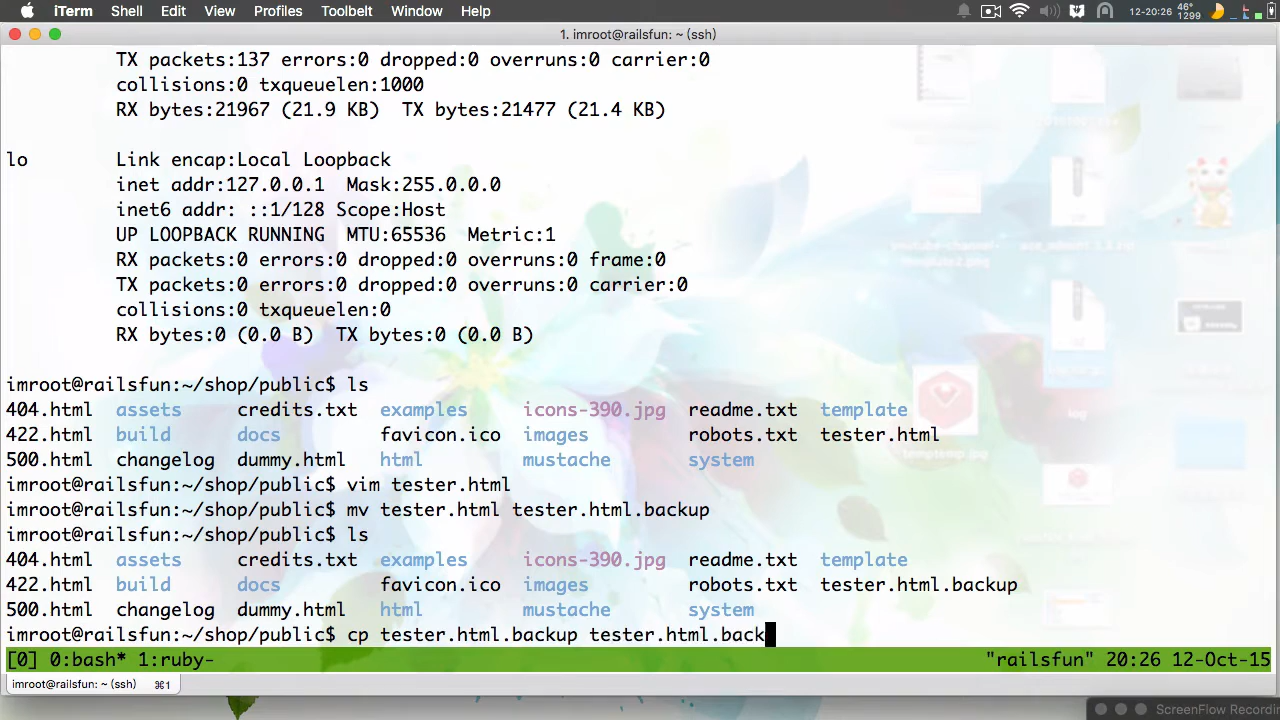 iTerm Shell Edit View Profiles Toolbelt Window Help 12-20:26 46° 1299
1. imroot@railsfun: ~ (ssh)
TX packets:137 errors:0 dropped:0 overruns:0 carrier:0
collisions:0 txqueuelen:1000
RX bytes:21967 (21.9 KB)  TX bytes:21477 (21.4 KB)
lo        Link encap:Local Loopback
inet addr:127.0.0.1  Mask:255.0.0.0
inet6 addr: ::1/128 Scope:Host
UP LOOPBACK RUNNING  MTU:65536  Metric:1
RX packets:0 errors:0 dropped:0 overruns:0 frame:0
TX packets:0 errors:0 dropped:0 overruns:0 carrier:0
collisions:0 txqueuelen:0
RX bytes:0 (0.0 B)  TX bytes:0 (0.0 B)
imroot@railsfun:~/shop/public$ ls
404.html  assets     credits.txt  examples     icons-390.jpg  readme.txt  template
422.html  build      docs         favicon.ico  images         robots.txt  tester.html
500.html  changelog  dummy.html   html         mustache       system
imroot@railsfun:~/shop/public$ vim tester.html
imroot@railsfun:~/shop/public$ mv tester.html tester.html.backup
imroot@railsfun:~/shop/public$ ls
404.html  assets     credits.txt  examples     icons-390.jpg  readme.txt  template
422.html  build      docs         favicon.ico  images         robots.txt  tester.html.backup
500.html  changelog  dummy.html   html         mustache       system
imroot@railsfun:~/shop/public$ cp tester.html.backup tester.html.back
[0] 0:bash* 1:ruby- "railsfun" 20:26 12-Oct-15
imroot@railsfun: ~ (ssh) ⌘1
ScreenFlow Recordin